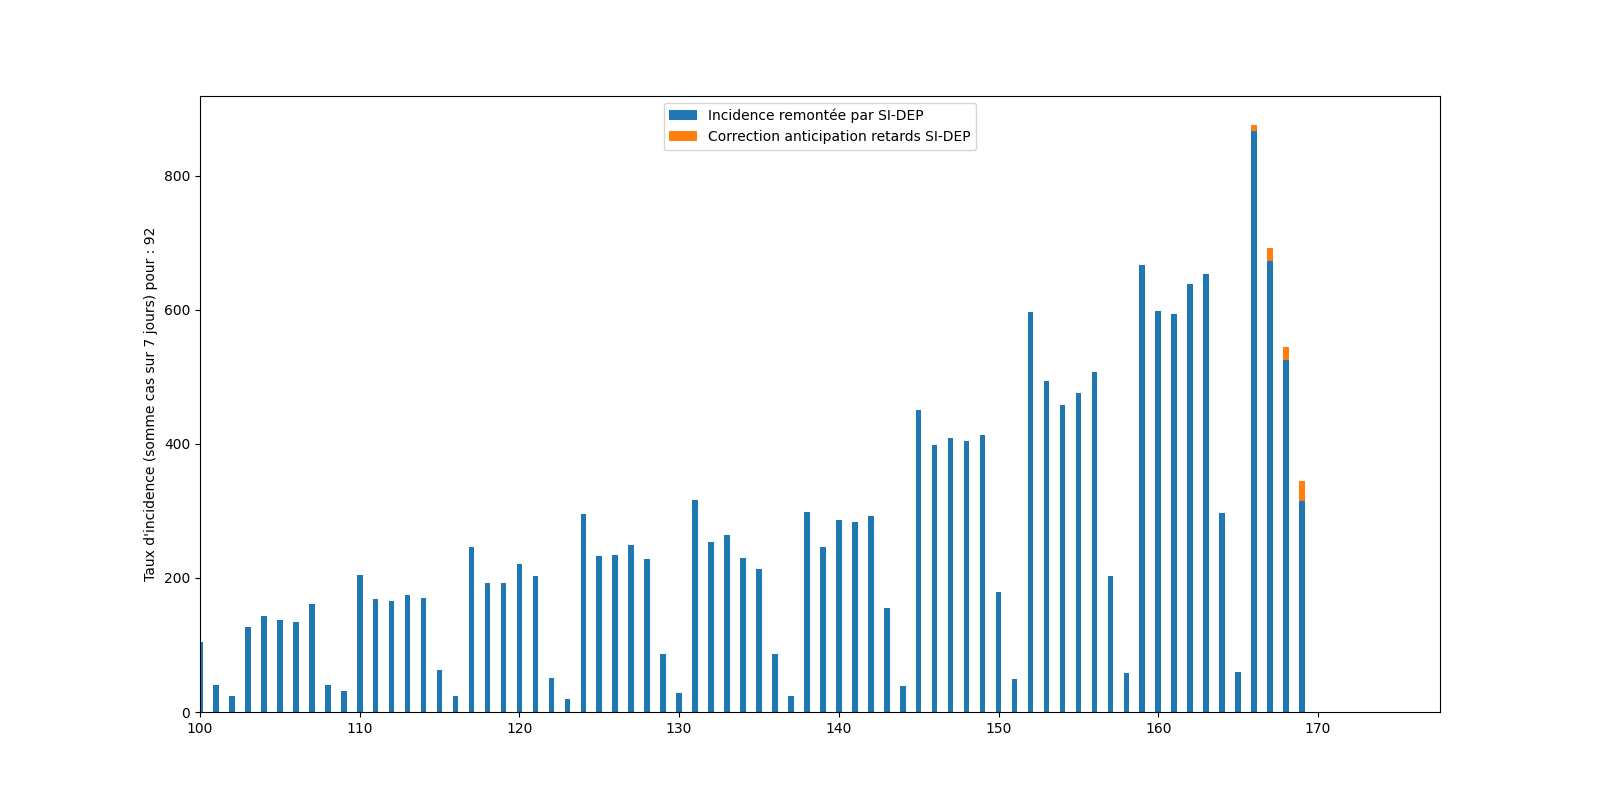 Incidence remontée par SI-DEP
Correction anticipation retards SI-DEP
Taux d'incidence (somme cas sur 7 jours) pour : 92
800
600
400
200
0
100 110 120 130 140 150 160 170